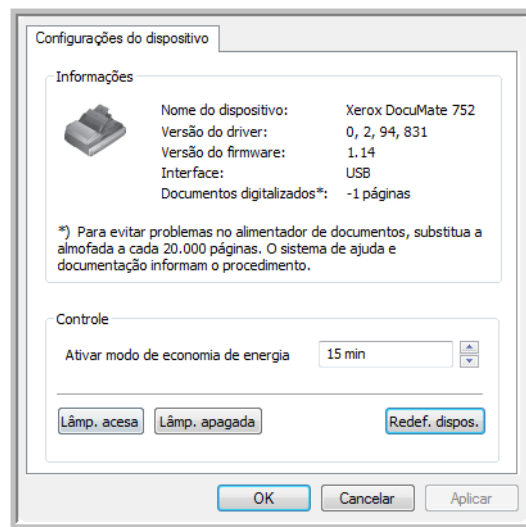 Configurações do dispositivo
Informações
Nome do dispositivo: Xerox DocuMate 752
Versão do driver: 0, 2, 94, 831
Versão do firmware: 1.14
Interface: USB
Documentos digitalizados*: -1 páginas
*) Para evitar problemas no alimentador de documentos, substitua a
almofada a cada 20.000 páginas. O sistema de ajuda e
documentação informam o procedimento.
Controle
Ativar modo de economia de energia 15 min
Lâmp. acesa Lâmp. apagada Redef. dispos.
OK Cancelar Aplicar